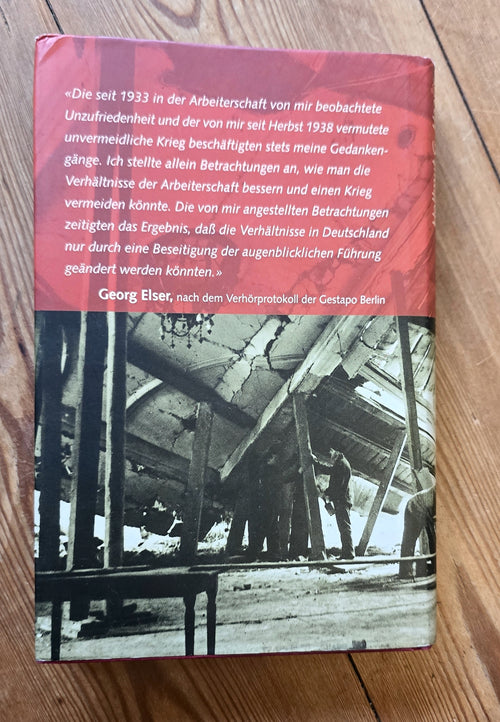 «Die seit 1933 in der Arbeiterschaft von mir beobachtete
Unzufriedenheit und der von mir seit Herbst 1938 vermutete
unvermeidliche Krieg beschäftigten stets meine Gedanken-
gänge. Ich stellte allein Betrachtungen an, wie man die
Verhältnisse der Arbeiterschaft bessern und einen Krieg
vermeiden könnte. Die von mir angestellten Betrachtungen
zeitigten das Ergebnis, daß die Verhältnisse in Deutschland
nur durch eine Beseitigung der augenblicklichen Führung
geändert werden könnten.»
Georg Elser, nach dem Verhörprotokoll der Gestapo Berlin